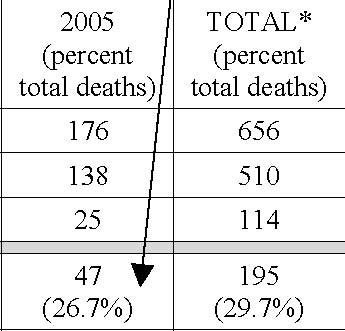 2005 TOTAL*
(percent (percent
total deaths) total deaths)
176 656
138 510
25 114
47 195
(26.7%) (29.7%)